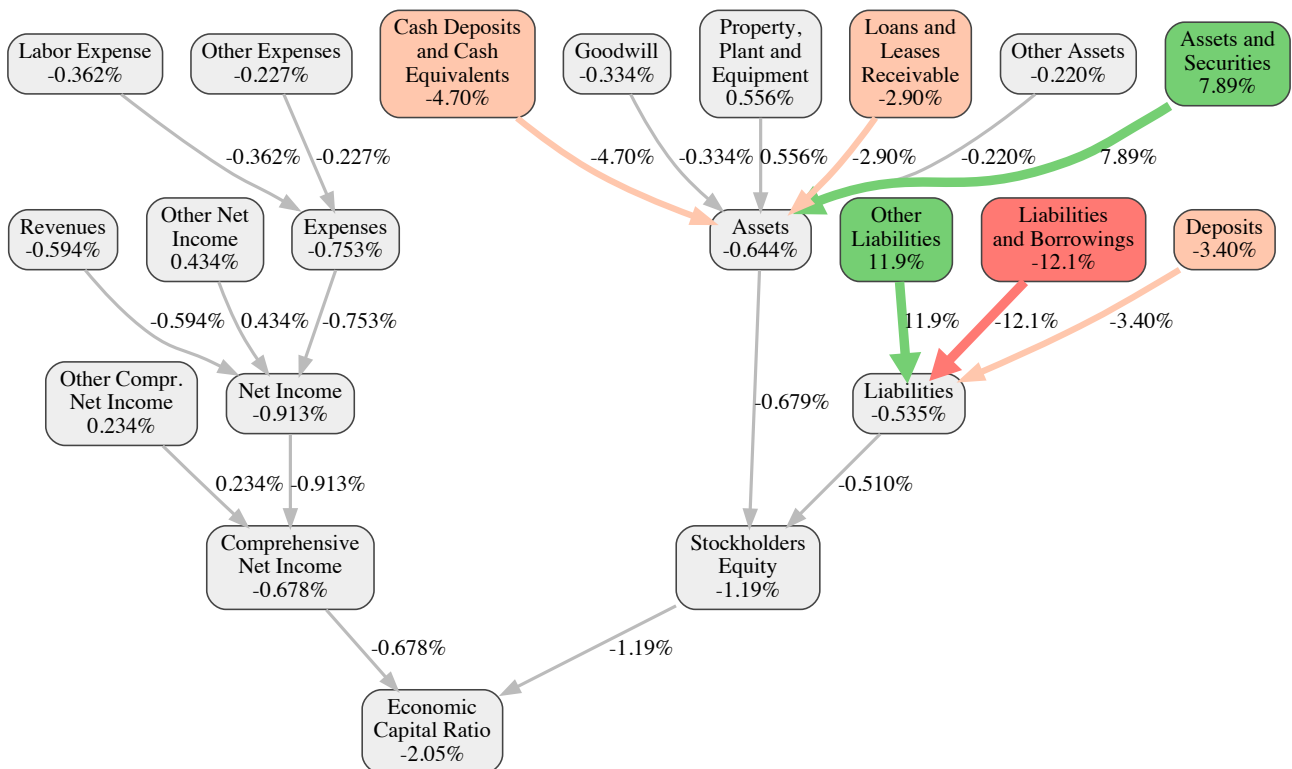 Labor Expense
-0.362%
Other Expenses
-0.227%
Cash Deposits
and Cash
Equivalents
-4.70%
Goodwill
-0.334%
Property,
Plant and
Equipment
0.556%
Loans and
Leases
Receivable
-2.90%
Other Assets
-0.220%
Assets and
Securities
7.89%
-0.362%
-0.227%
-4.70%
-0.334%
0.556%
-2.90%
-0.220%
7.89%
Revenues
-0.594%
Other Net
Income
0.434%
Expenses
-0.753%
Assets
-0.644%
Other
Liabilities
11.9%
Liabilities
and Borrowings
-12.1%
Deposits
-3.40%
-0.594%
0.434%
-0.753%
11.9%
-12.1%
-3.40%
Other Compr.
Net Income
0.234%
Net Income
-0.913%
-0.679%
Liabilities
-0.535%
0.234%
-0.913%
-0.510%
Comprehensive
Net Income
-0.678%
Stockholders
Equity
-1.19%
-0.678%
-1.19%
Economic
Capital Ratio
-2.05%